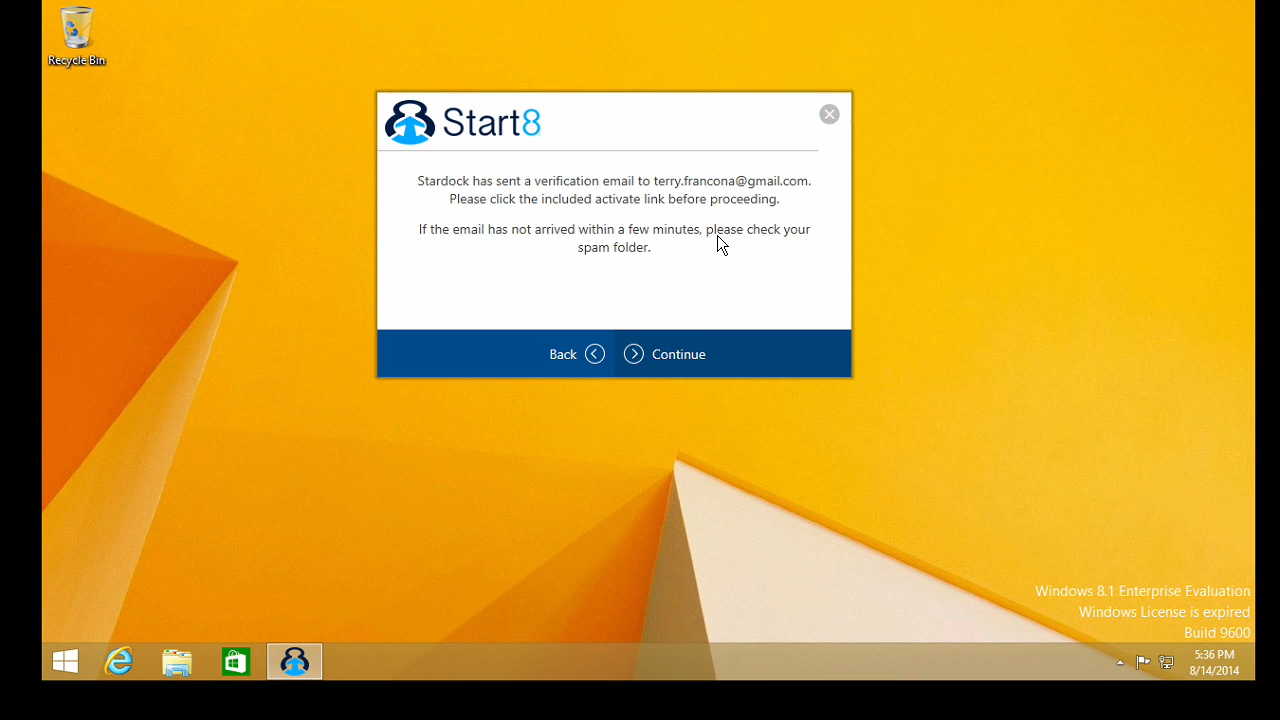 Recycle Bin
Start8
Stardock has sent a verification email to terry.francona@gmail.com.
Please click the included activate link before proceeding.
If the email has not arrived within a few minutes, please check your
spam folder.
Back
Continue
Windows 8.1 Enterprise Evaluation
Windows License is expired
Build 9600
5:36 PM
8/14/2014